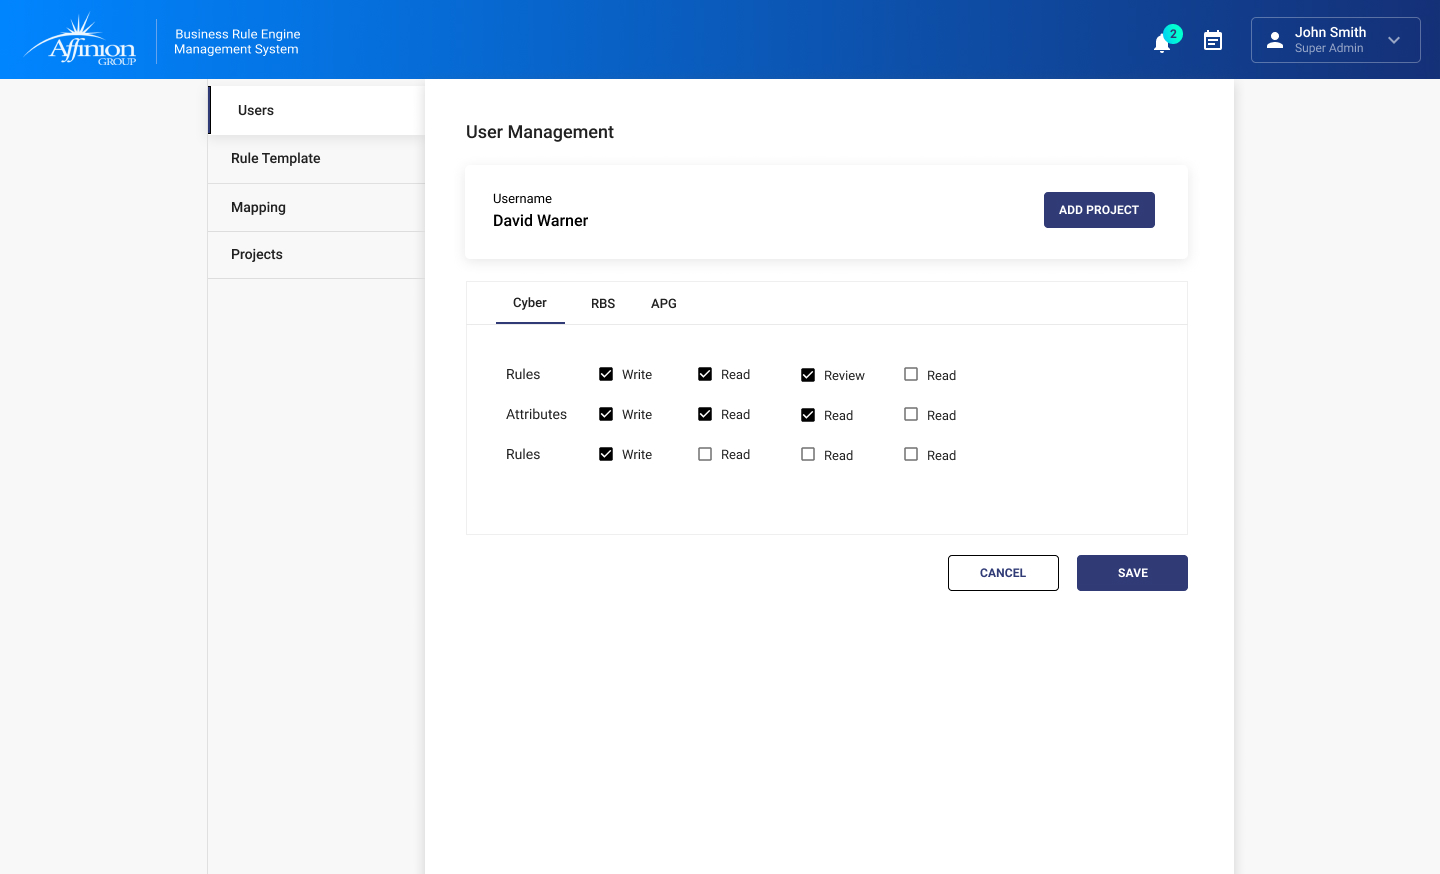 Affinion
GROUP
Business Rule Engine
Management System
2
John Smith
Super Admin
Users
Rule Template
Mapping
Projects
User Management
Username
David Warner
ADD PROJECT
Cyber RBS APG
Rules Write Read Review Read
Attributes Write Read Read Read
Rules Write Read Read Read
CANCEL SAVE